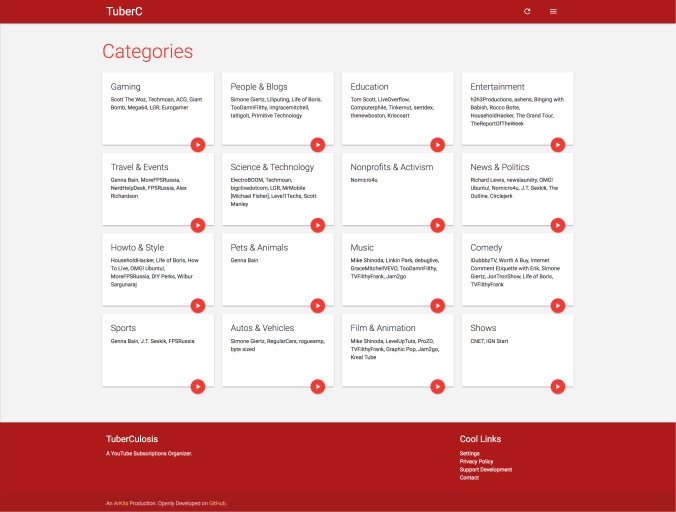 TuberC
Categories
Gaming
Scott The Woz, Techmoan, ACG, Giant
Bomb, Mega64, LGR, Eurogamer
People & Blogs
Simone Giertz, Liliputing, Life of Boris,
TooDamnFilthy, imgracemitchell,
taltigolt, Primitive Technology
Education
Tom Scott, LiveOverflow,
Computerphile, Tinkernut, sentdex,
thenewboston, Kriscoart
Entertainment
h3h3Productions, ashens, Binging with
Babish, Rocco Botte,
HouseholdHacker, The Grand Tour,
TheReportOfTheWeek
Travel & Events
Genna Bain, MoreFPSRussia,
NerdHelpDesk, FPSRussia, Alex
Richardson
Science & Technology
ElectroBOOM, Techmoan,
bigclivedotcom, LGR, MrMobile
[Michael Fisher], Level1Techs, Scott
Manley
Nonprofits & Activism
Nomicro4u
News & Politics
Richard Lewis, newslaundry, OMG!
Ubuntu!, Nomicro4u, J.T. Sexkik, The
Outline, Circlejerk
Howto & Style
HouseholdHacker, Life of Boris, How
To Live, OMG! Ubuntu!,
MoreFPSRussia, DIY Perks, Wilbur
Sargunaraj
Pets & Animals
Genna Bain
Music
Mike Shinoda, Linkin Park, debuglive,
GraceMitchellVEVO, TooDamnFilthy,
TVFilthyFrank, Jam2go
Comedy
iDubbbzTV, Worth A Buy, Internet
Comment Etiquette with Erik, Simone
Giertz, JonTronShow, Life of Boris,
TVFilthyFrank
Sports
Genna Bain, J.T. Sexkik, FPSRussia
Autos & Vehicles
Simone Giertz, RegularCars, rogueamp,
byte sized
Film & Animation
Mike Shinoda, LevelUpTuts, ProZD,
TVFilthyFrank, Graphic Pop, Jam2go,
Kreal Tube
Shows
CNET, IGN Start
TuberCulosis
A YouTube Subscriptions Organizer.
Cool Links
Settings
Privacy Policy
Support Development
Contact
An ArKits Production. Openly Developed on GitHub.